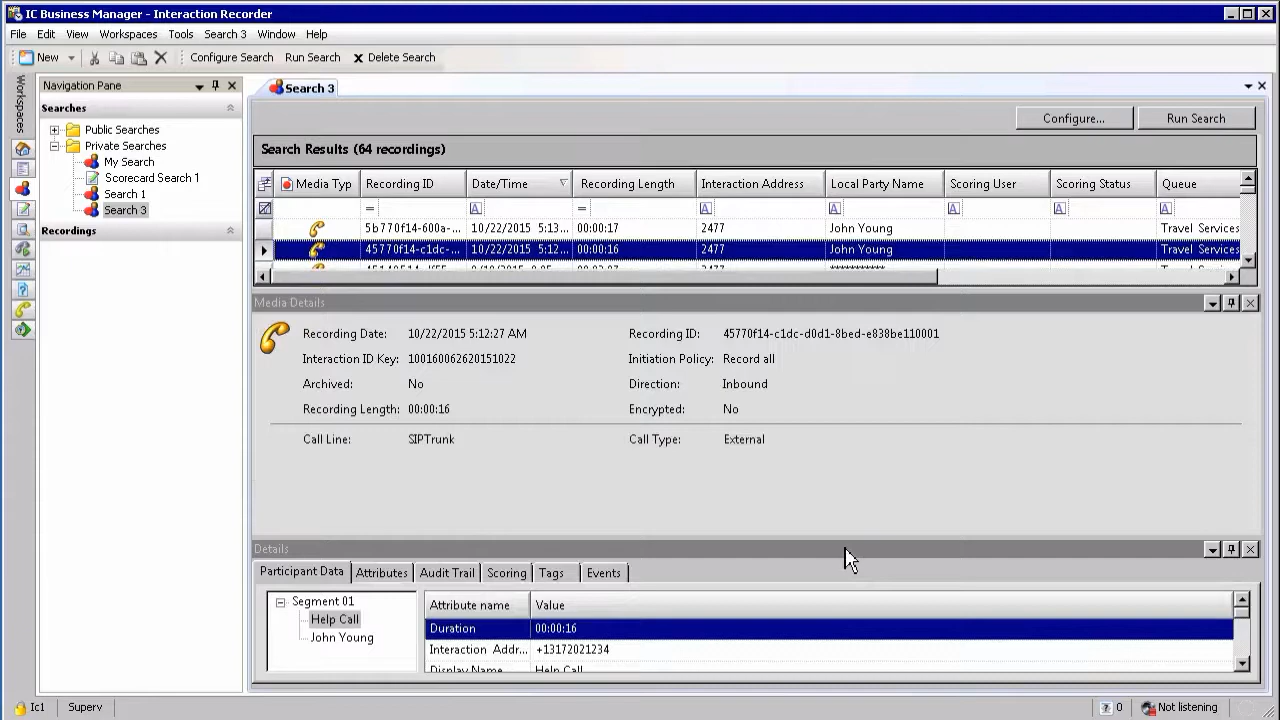 IC Business Manager - Interaction Recorder
File Edit View Workspaces Tools Search 3 Window Help
New Configure Search Run Search Delete Search
Workspaces
Navigation Pane
Searches
Public Searches
Private Searches
My Search
Scorecard Search 1
Search 1
Search 3
Recordings
Search 3
Configure... Run Search
Search Results (64 recordings)
Media Typ Recording ID Date/Time Recording Length Interaction Address Local Party Name Scoring User Scoring Status Queue
= A = A A A A A
5b770f14-600a-... 10/22/2015 5:13... 00:00:17 2477 John Young Travel Services
45770f14-c1dc-... 10/22/2015 5:12... 00:00:16 2477 John Young Travel Services
Media Details
Recording Date: 10/22/2015 5:12:27 AM Recording ID: 45770f14-c1dc-d0d1-8bed-e838be110001
Interaction ID Key: 100160062620151022 Initiation Policy: Record all
Archived: No Direction: Inbound
Recording Length: 00:00:16 Encrypted: No
Call Line: SIPTrunk Call Type: External
Details
Participant Data Attributes Audit Trail Scoring Tags Events
Segment 01
Help Call
John Young
Attribute name Value
Duration 00:00:16
Interaction Addr... +13172021234
Display Name Help Call
Ic1 Superv 0 Not listening